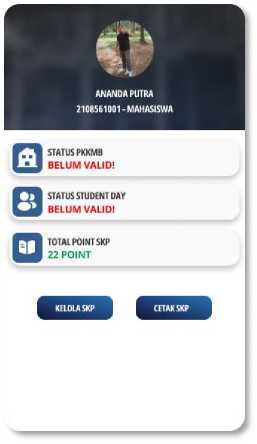 ANANDA PUTRA
2108561001 - MAHASISWA
STATUS PKKMB
BELUM VALID!
STATUS STUDENT DAY
BELUM VALID!
TOTAL POINT SKP
22 POINT
KELOLA SKP
CETAK SKP